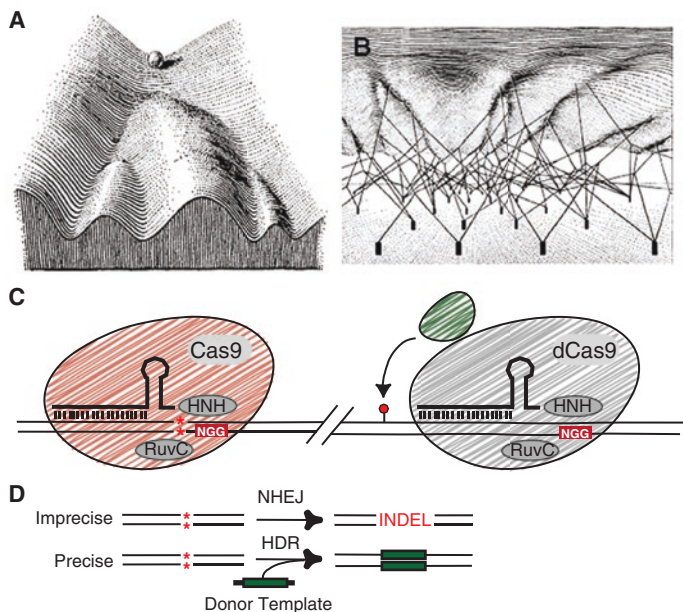 A
B
C
Cas9
HNH
* *
NGG
RuvC
dCas9
HNH
NGG
RuvC
D
Imprecise
* *
NHEJ
INDEL
Precise
* *
HDR
Donor Template